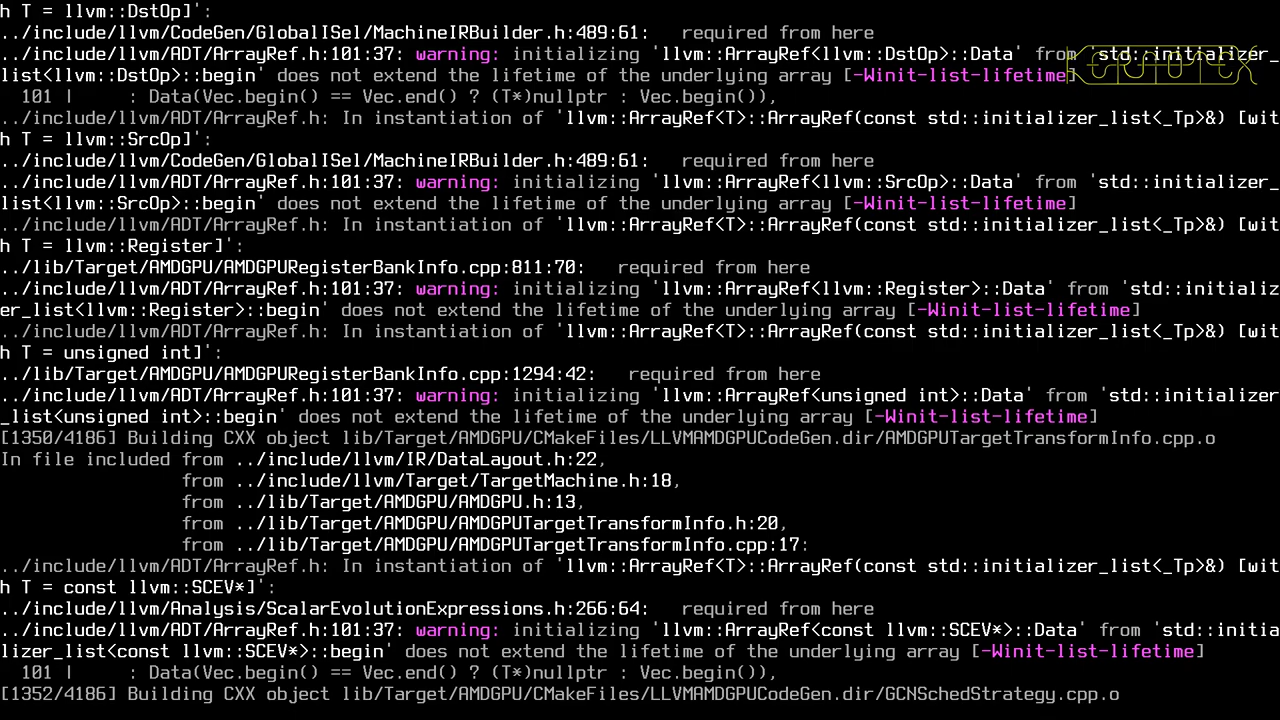 h T = llvm::DstOp]':
../include/llvm/CodeGen/GlobalISel/MachineIRBuilder.h:489:61:   required from here
../include/llvm/ADT/ArrayRef.h:101:37: warning: initializing 'llvm::ArrayRef<llvm::DstOp>::Data' from 'std::initializer_
list<llvm::DstOp>::begin' does not extend the lifetime of the underlying array [-Winit-list-lifetime]
  101 |     : Data(Vec.begin() == Vec.end() ? (T*)nullptr : Vec.begin()),
../include/llvm/ADT/ArrayRef.h: In instantiation of 'llvm::ArrayRef<T>::ArrayRef(const std::initializer_list<_Tp>&) [wit
h T = llvm::SrcOp]':
../include/llvm/CodeGen/GlobalISel/MachineIRBuilder.h:489:61:   required from here
../include/llvm/ADT/ArrayRef.h:101:37: warning: initializing 'llvm::ArrayRef<llvm::SrcOp>::Data' from 'std::initializer_
list<llvm::SrcOp>::begin' does not extend the lifetime of the underlying array [-Winit-list-lifetime]
../include/llvm/ADT/ArrayRef.h: In instantiation of 'llvm::ArrayRef<T>::ArrayRef(const std::initializer_list<_Tp>&) [wit
h T = llvm::Register]':
../lib/Target/AMDGPU/AMDGPURegisterBankInfo.cpp:811:70:   required from here
../include/llvm/ADT/ArrayRef.h:101:37: warning: initializing 'llvm::ArrayRef<llvm::Register>::Data' from 'std::initializ
er_list<llvm::Register>::begin' does not extend the lifetime of the underlying array [-Winit-list-lifetime]
../include/llvm/ADT/ArrayRef.h: In instantiation of 'llvm::ArrayRef<T>::ArrayRef(const std::initializer_list<_Tp>&) [wit
h T = unsigned int]':
../lib/Target/AMDGPU/AMDGPURegisterBankInfo.cpp:1294:42:   required from here
../include/llvm/ADT/ArrayRef.h:101:37: warning: initializing 'llvm::ArrayRef<unsigned int>::Data' from 'std::initializer
_list<unsigned int>::begin' does not extend the lifetime of the underlying array [-Winit-list-lifetime]
[1350/4186] Building CXX object lib/Target/AMDGPU/CMakeFiles/LLVMAMDGPUCodeGen.dir/AMDGPUTargetTransformInfo.cpp.o
In file included from ../include/llvm/IR/DataLayout.h:22,
                 from ../include/llvm/Target/TargetMachine.h:18,
                 from ../lib/Target/AMDGPU/AMDGPU.h:13,
                 from ../lib/Target/AMDGPU/AMDGPUTargetTransformInfo.h:20,
                 from ../lib/Target/AMDGPU/AMDGPUTargetTransformInfo.cpp:17:
../include/llvm/ADT/ArrayRef.h: In instantiation of 'llvm::ArrayRef<T>::ArrayRef(const std::initializer_list<_Tp>&) [wit
h T = const llvm::SCEV*]':
../include/llvm/Analysis/ScalarEvolutionExpressions.h:266:64:   required from here
../include/llvm/ADT/ArrayRef.h:101:37: warning: initializing 'llvm::ArrayRef<const llvm::SCEV*>::Data' from 'std::initia
lizer_list<const llvm::SCEV*>::begin' does not extend the lifetime of the underlying array [-Winit-list-lifetime]
  101 |     : Data(Vec.begin() == Vec.end() ? (T*)nullptr : Vec.begin()),
[1352/4186] Building CXX object lib/Target/AMDGPU/CMakeFiles/LLVMAMDGPUCodeGen.dir/GCNSchedStrategy.cpp.o